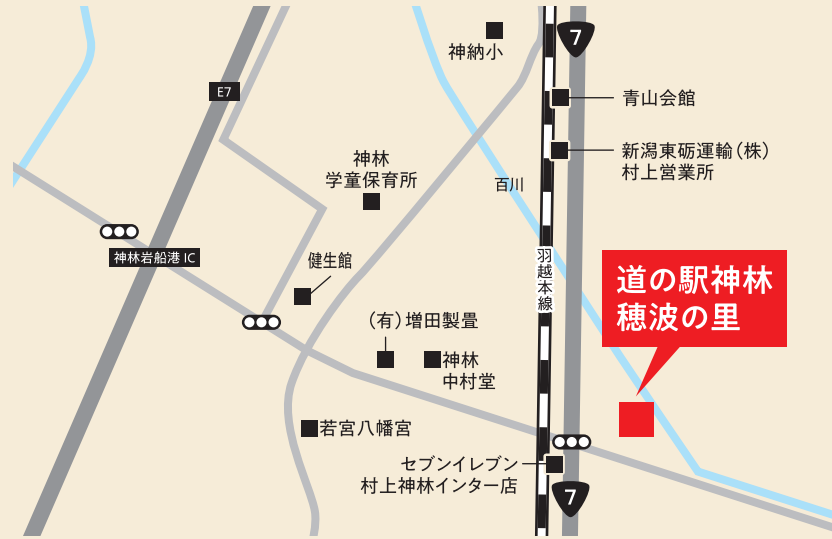 7
神納小
E7
青山会館
新潟東砺運輸（株）
村上営業所
神林
学童保育所
百川
神林岩船港 IC
健生館
羽越本線
道の駅神林
穂波の里
（有）増田製畳
神林
中村堂
若宮八幡宮
セブンイレブン
村上神林インター店
7